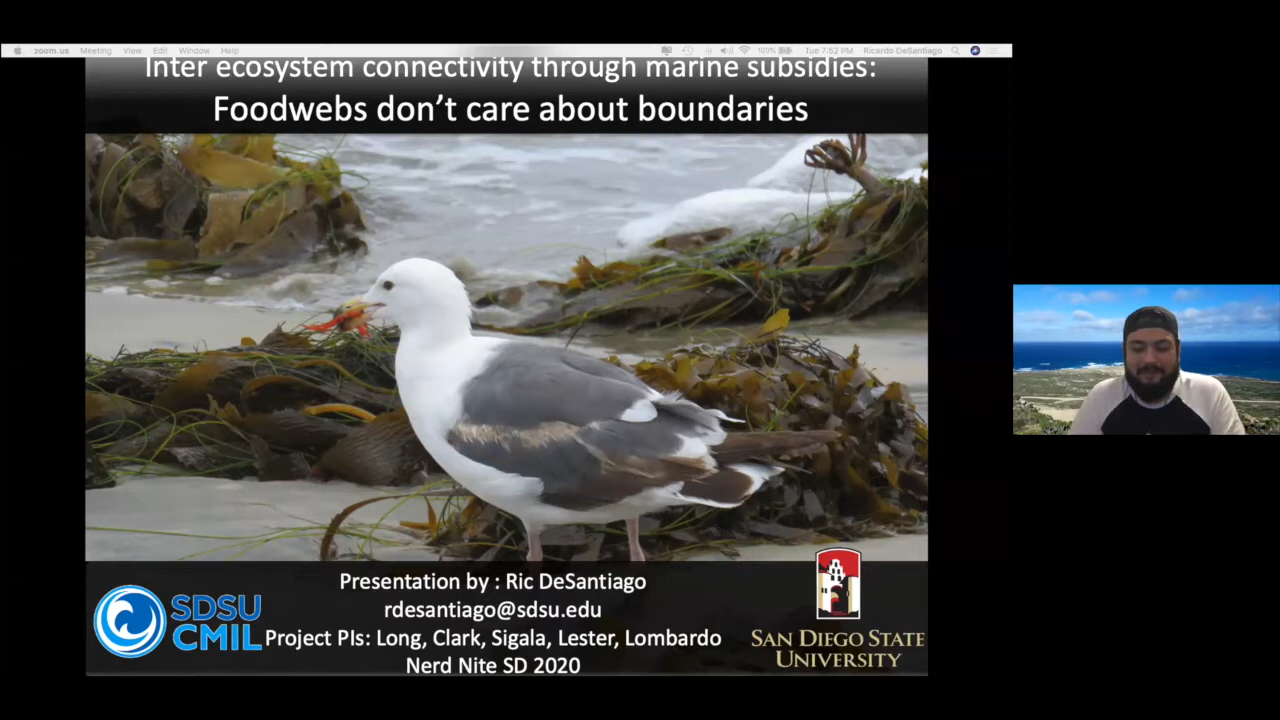 zoom.us Meeting View Edit Window Help 100% Tue 7:52 PM Ricardo DeSantiago
Inter ecosystem connectivity through marine subsidies:
Foodwebs don't care about boundaries
Presentation by : Ric DeSantiago
rdesantiago@sdsu.edu
SDSU
CMIL
Project PIs: Long, Clark, Sigala, Lester, Lombardo
Nerd Nite SD 2020
SAN DIEGO STATE
UNIVERSITY